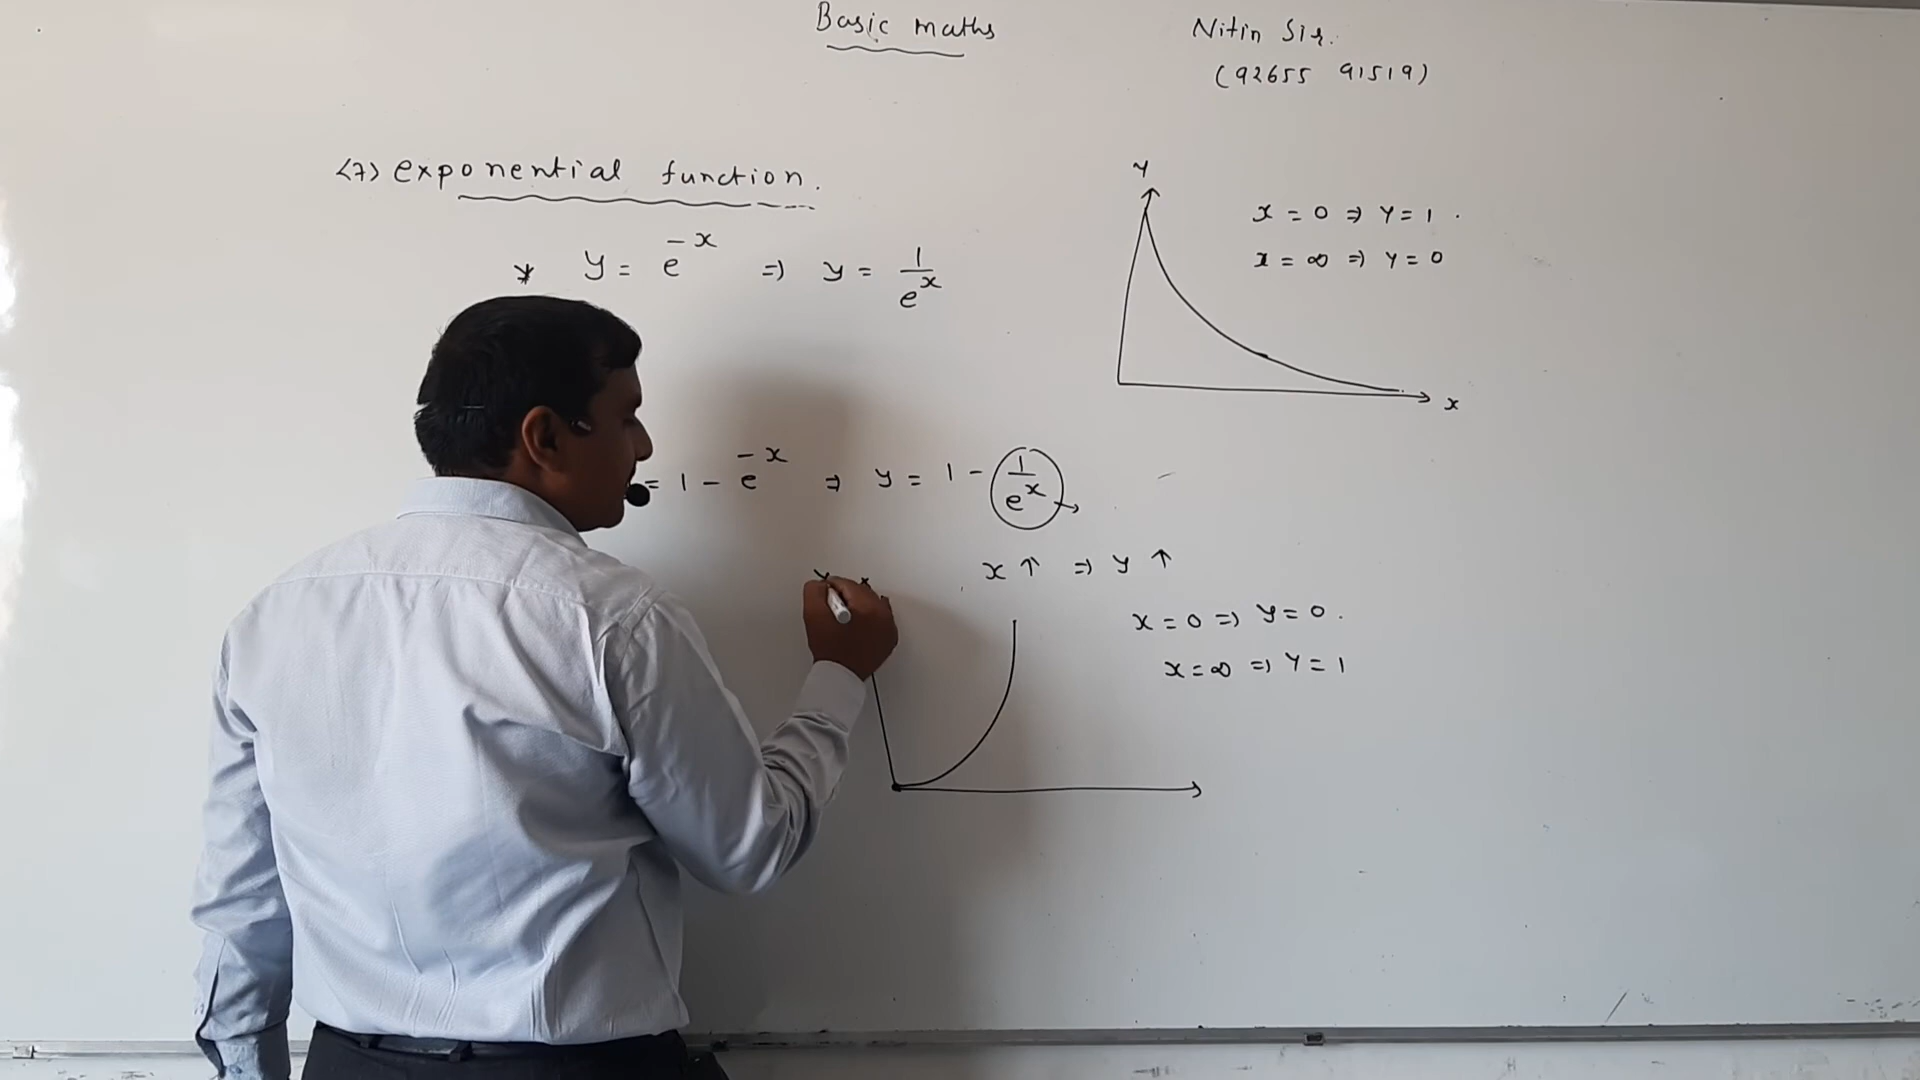 Basic maths
Nitin Sir.
(92655 91519)
<7> exponential function.
* y = e^-x => y = 1/e^x
y
x = 0 => y = 1 .
x = ∞ => y = 0
x
= 1 - e^-x => y = 1 - 1/e^x →
x ↑ => y ↑
x = 0 => y = 0 .
x = ∞ => y = 1